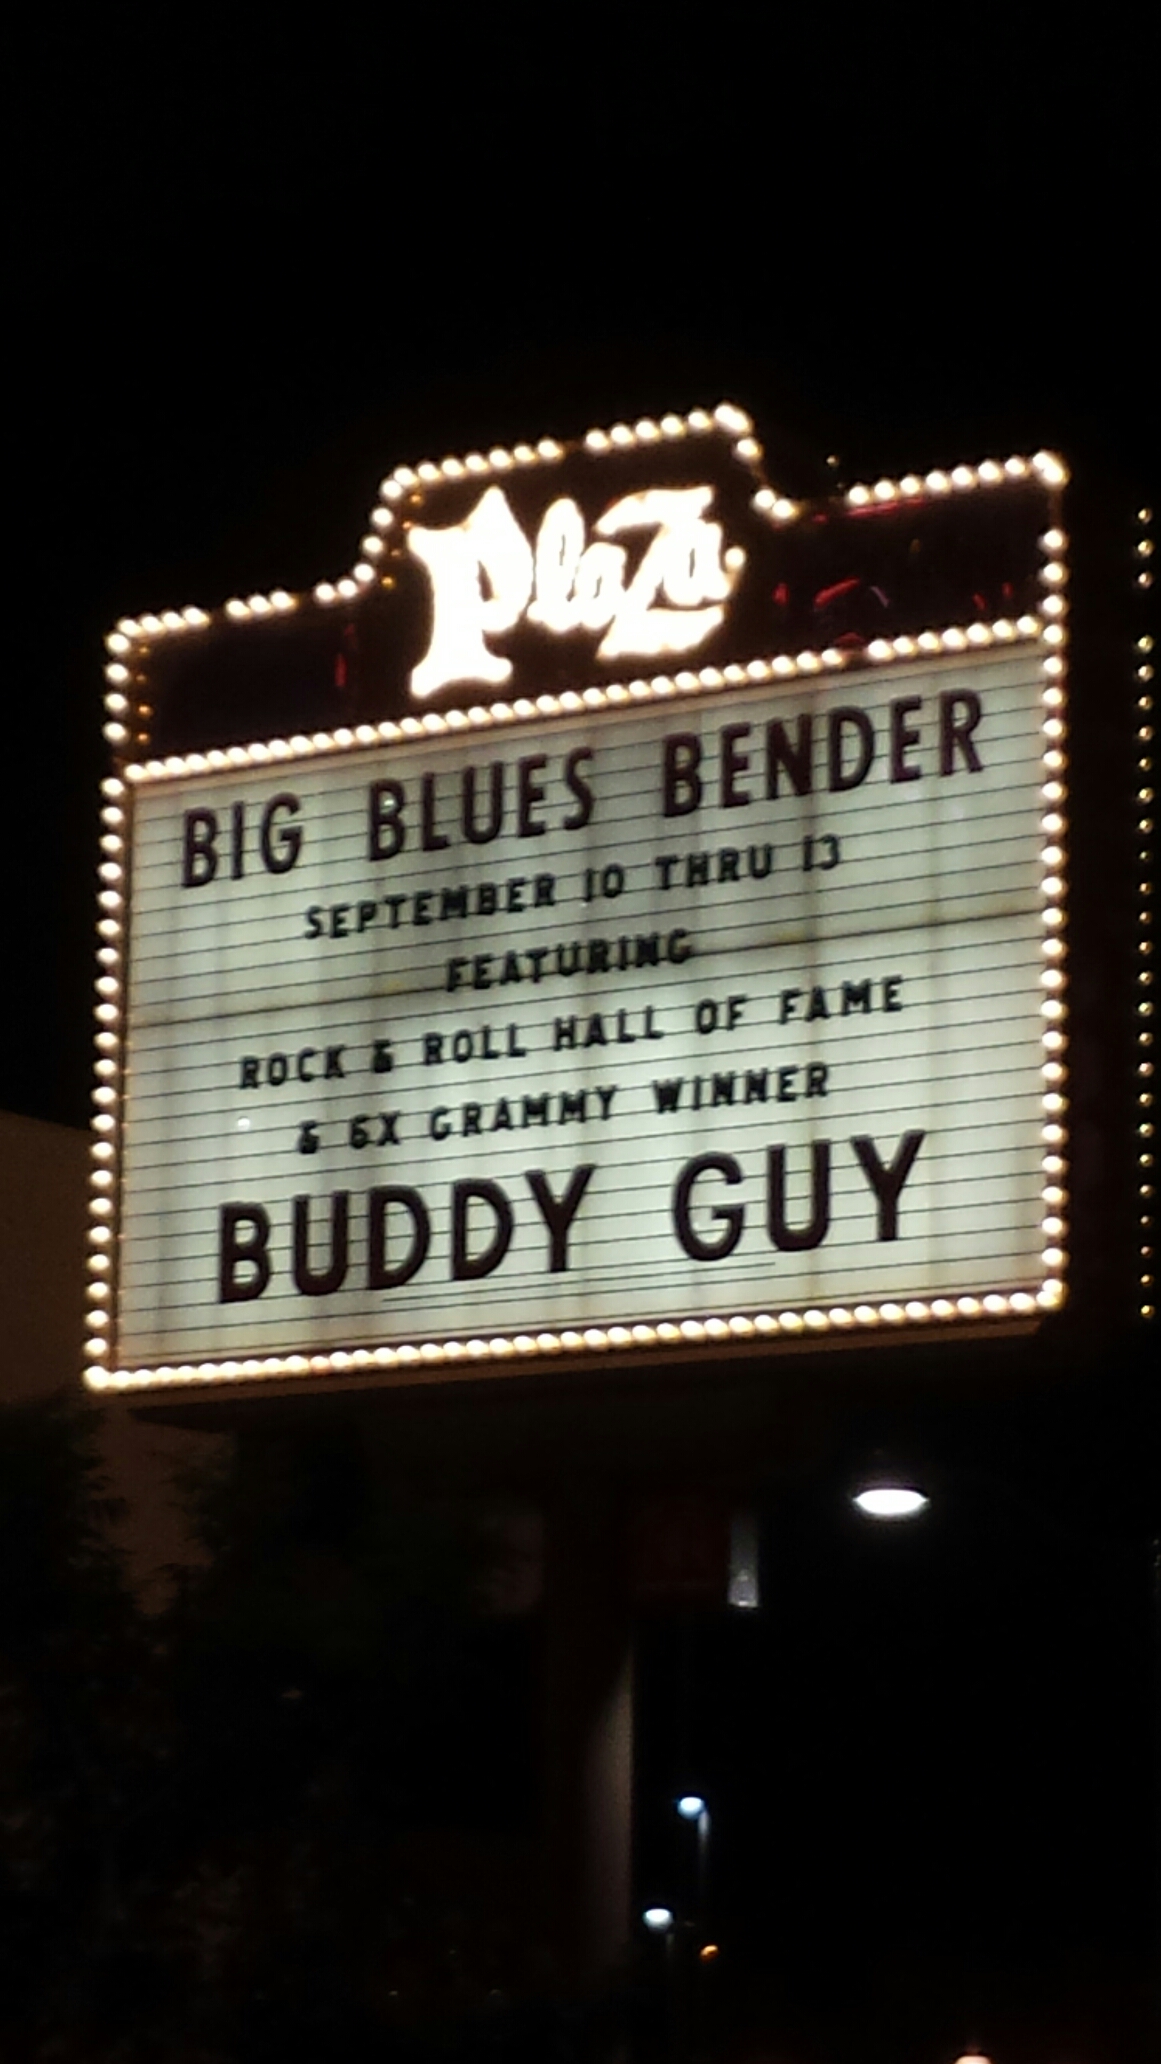 Plaza
BIG BLUES BENDER
SEPTEMBER 10 THRU 13
FEATURING
ROCK & ROLL HALL OF FAME
& 6X GRAMMY WINNER
BUDDY GUY